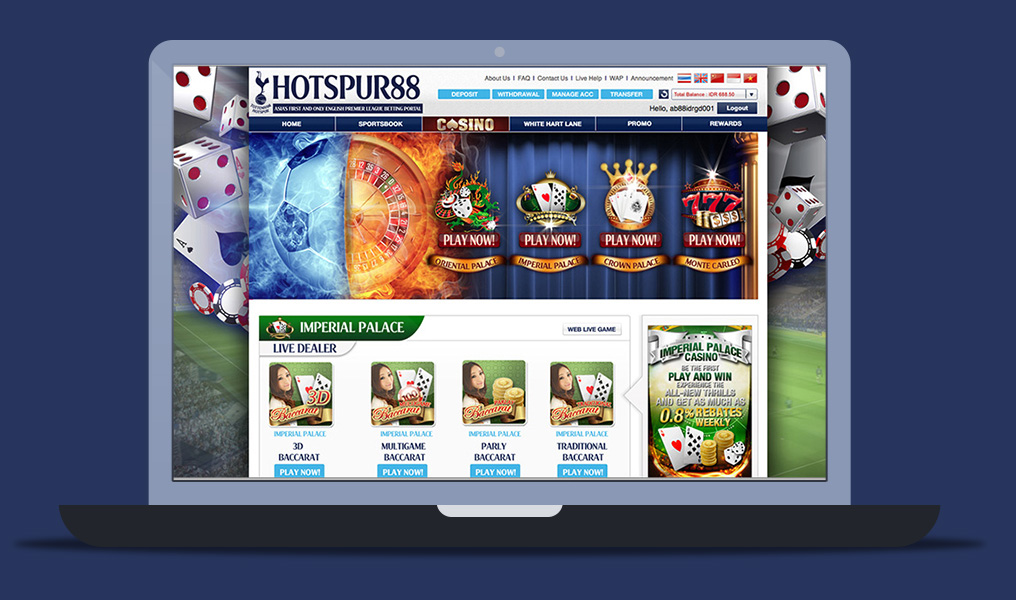 HOTSPUR88
ASIA'S FIRST AND ONLY ENGLISH PREMIER LEAGUE BETTING PORTAL
About Us I FAQ I Contact Us I Live Help I WAP I Announcement
DEPOSIT WITHDRAWAL MANAGE ACC TRANSFER Total Balance : IDR 688.50
Hello, ab88idrgd001 Logout
HOME SPORTSBOOK CASINO WHITE HART LANE PROMO REWARDS
777
PLAY NOW! PLAY NOW! PLAY NOW! PLAY NOW!
ORIENTAL PALACE IMPERIAL PALACE CROWN PALACE MONTE CARLEO
IMPERIAL PALACE
WEB LIVE GAME
LIVE DEALER
3D
Baccarat Baccarat Baccarat Baccarat
IMPERIAL PALACE IMPERIAL PALACE IMPERIAL PALACE IMPERIAL PALACE
3D MULTIGAME PARLY TRADITIONAL
BACCARAT BACCARAT BACCARAT BACCARAT
PLAY NOW! PLAY NOW! PLAY NOW! PLAY NOW!
IMPERIAL PALACE
CASINO
BE THE FIRST
PLAY AND WIN
EXPERIENCE THE
ALL-NEW THRILLS
AND GET AS MUCH AS
0.8% REBATES
WEEKLY